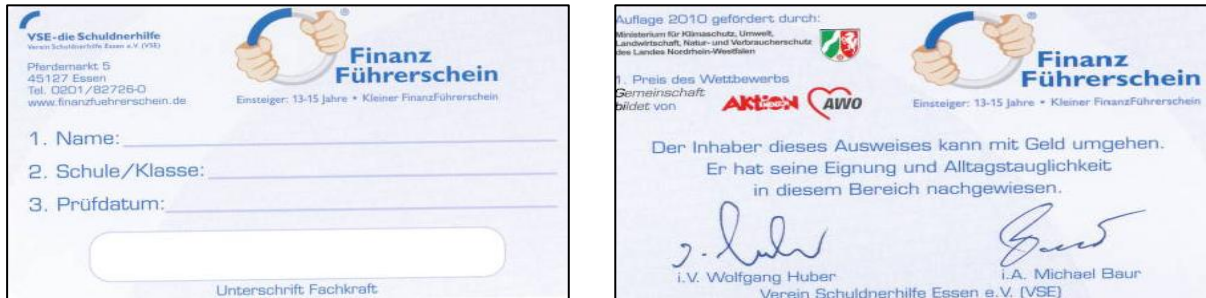 VSE-die Schuldnerhilfe
Verein Schuldnerhilfe Essen e.V. (VSE)
Pferdemarkt 5
45127 Essen
Tel. 0201/82726-0
www.finanzfuehrerschein.de
®
Finanz
Führerschein
Einsteiger: 13-15 Jahre • Kleiner FinanzFührerschein
1. Name:
2. Schule/Klasse:
3. Prüfdatum:
Unterschrift Fachkraft
Auflage 2010 gefördert durch:
Ministerium für Klimaschutz, Umwelt,
Landwirtschaft, Natur- und Verbraucherschutz
des Landes Nordrhein-Westfalen
1. Preis des Wettbewerbs
Gemeinschaft
bildet von
AKTION
AWO
®
Finanz
Führerschein
Einsteiger: 13-15 Jahre • Kleiner FinanzFührerschein
Der Inhaber dieses Ausweises kann mit Geld umgehen.
Er hat seine Eignung und Alltagstauglichkeit
in diesem Bereich nachgewiesen.
i.V. Wolfgang Huber
i.A. Michael Baur
Verein Schuldnerhilfe Essen e.V. (VSE)